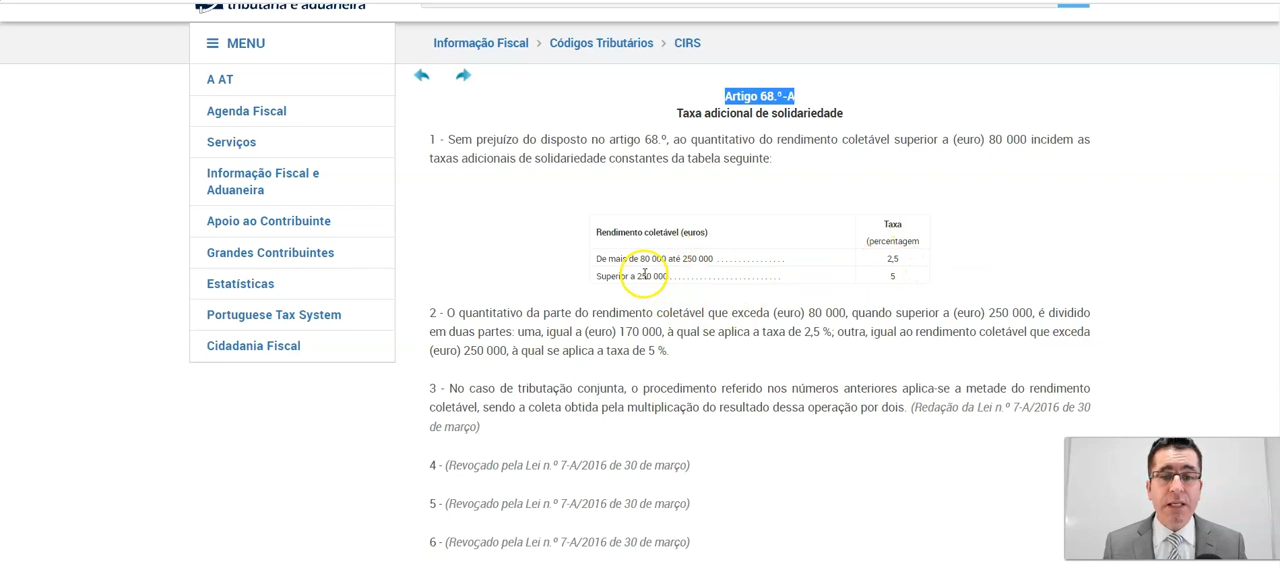 tributária e aduaneira
MENU
Informação Fiscal > Códigos Tributários > CIRS
A AT
Agenda Fiscal
Serviços
Informação Fiscal e
Aduaneira
Apoio ao Contribuinte
Grandes Contribuintes
Estatísticas
Portuguese Tax System
Cidadania Fiscal
Artigo 68.º-A
Taxa adicional de solidariedade
1 - Sem prejuízo do disposto no artigo 68.º, ao quantitativo do rendimento coletável superior a (euro) 80 000 incidem as
taxas adicionais de solidariedade constantes da tabela seguinte:
Rendimento coletável (euros)
Taxa
(percentagem
De mais de 80 000 até 250 000 . . . . . . . . . . . . . . . . 2,5
Superior a 250 000 . . . . . . . . . . . . . . . . . . . . . . . . . . 5
2 - O quantitativo da parte do rendimento coletável que exceda (euro) 80 000, quando superior a (euro) 250 000, é dividido
em duas partes: uma, igual a (euro) 170 000, à qual se aplica a taxa de 2,5 %; outra, igual ao rendimento coletável que exceda
(euro) 250 000, à qual se aplica a taxa de 5 %.
3 - No caso de tributação conjunta, o procedimento referido nos números anteriores aplica-se a metade do rendimento
coletável, sendo a coleta obtida pela multiplicação do resultado dessa operação por dois. (Redação da Lei n.º 7-A/2016 de 30
de março)
4 - (Revoçado pela Lei n.º 7-A/2016 de 30 de março)
5 - (Revoçado pela Lei n.º 7-A/2016 de 30 de março)
6 - (Revoçado pela Lei n.º 7-A/2016 de 30 de março)